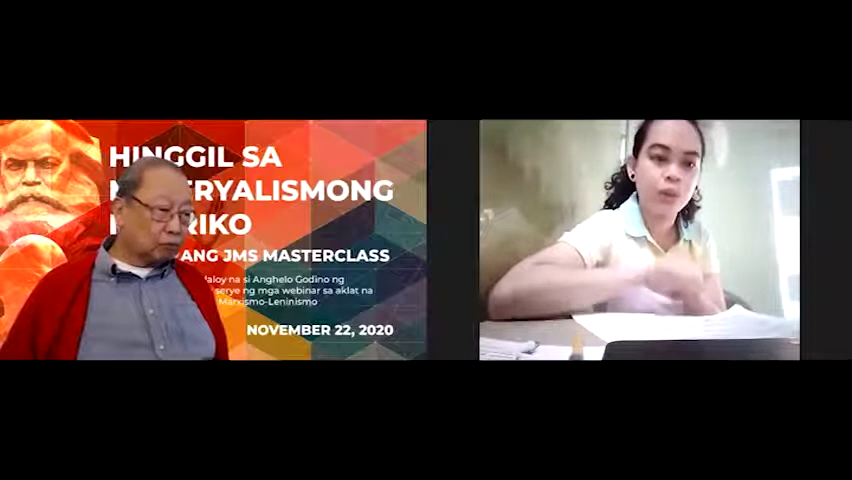 HINGGIL SA
ERYALISMONG
RIKO
ANG JMS MASTERCLASS
daloy na si Anghelo Godino ng
serye ng mga webinar sa aklat na
Marxismo-Leninismo
NOVEMBER 22, 2020